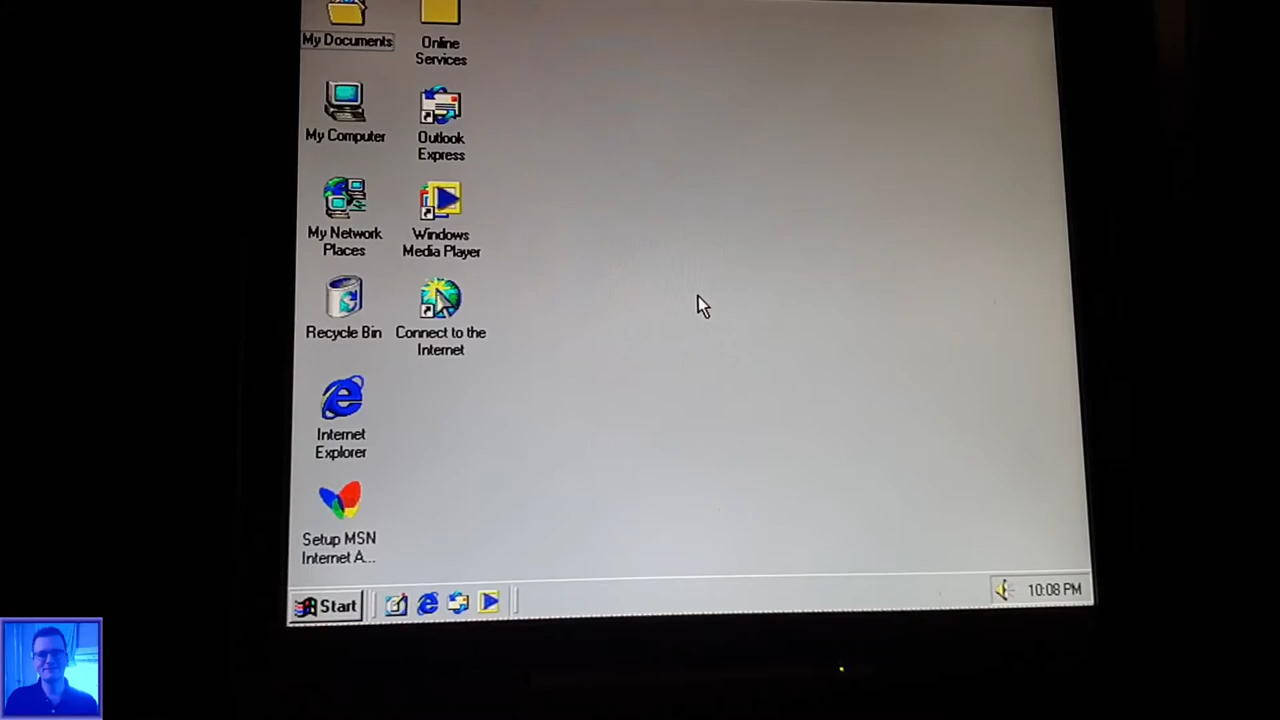 My Documents
Online
Services
My Computer
Outlook
Express
My Network
Places
Windows
Media Player
Recycle Bin
Connect to the
Internet
Internet
Explorer
Setup MSN
Internet A...
Start
10:08 PM